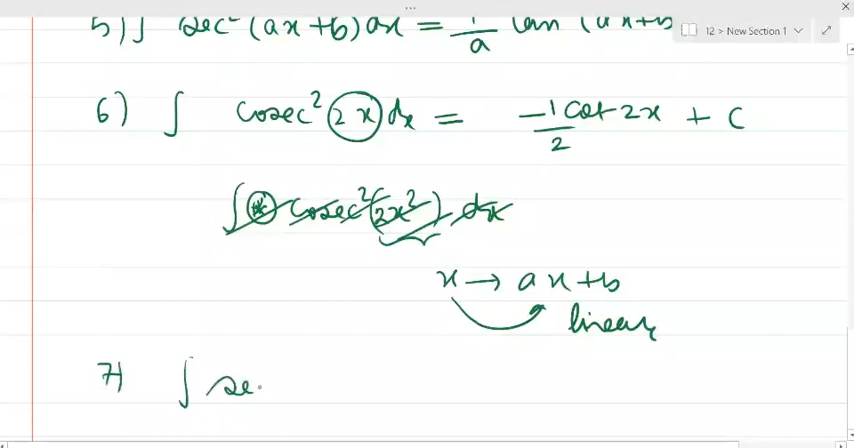 12 > New Section 1
5) ∫ sec² (ax+b) dx = 1/a tan (ax+b
6) ∫ cosec² (2x) dx = -1/2 cot 2x + C
cosec² (2x²) dx
x → ax+b
linear
7) ∫ se